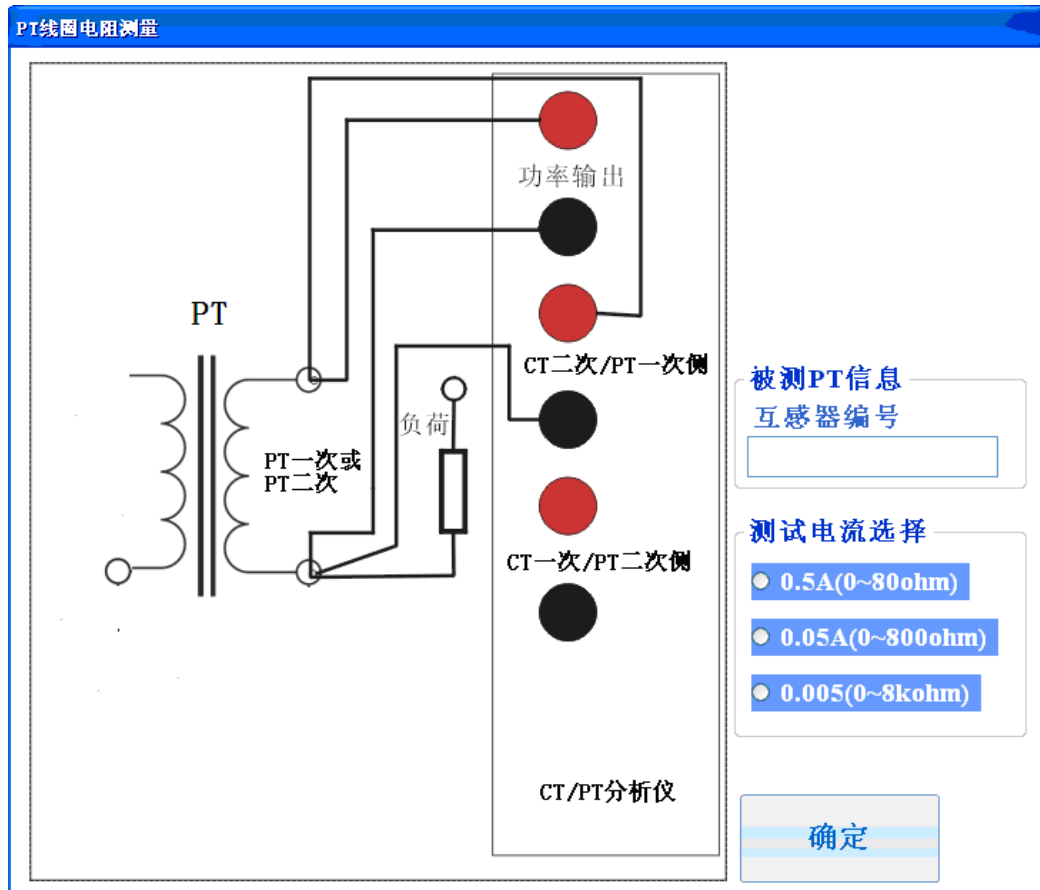 PT线圈电阻测量
功率输出
PT
CT二次/PT一次侧
负荷
PT一次或
PT二次
CT一次/PT二次侧
CT/PT分析仪
被测PT信息
互感器编号
测试电流选择
0.5A(0~80ohm)
0.05A(0~800ohm)
0.005(0~8kohm)
确定